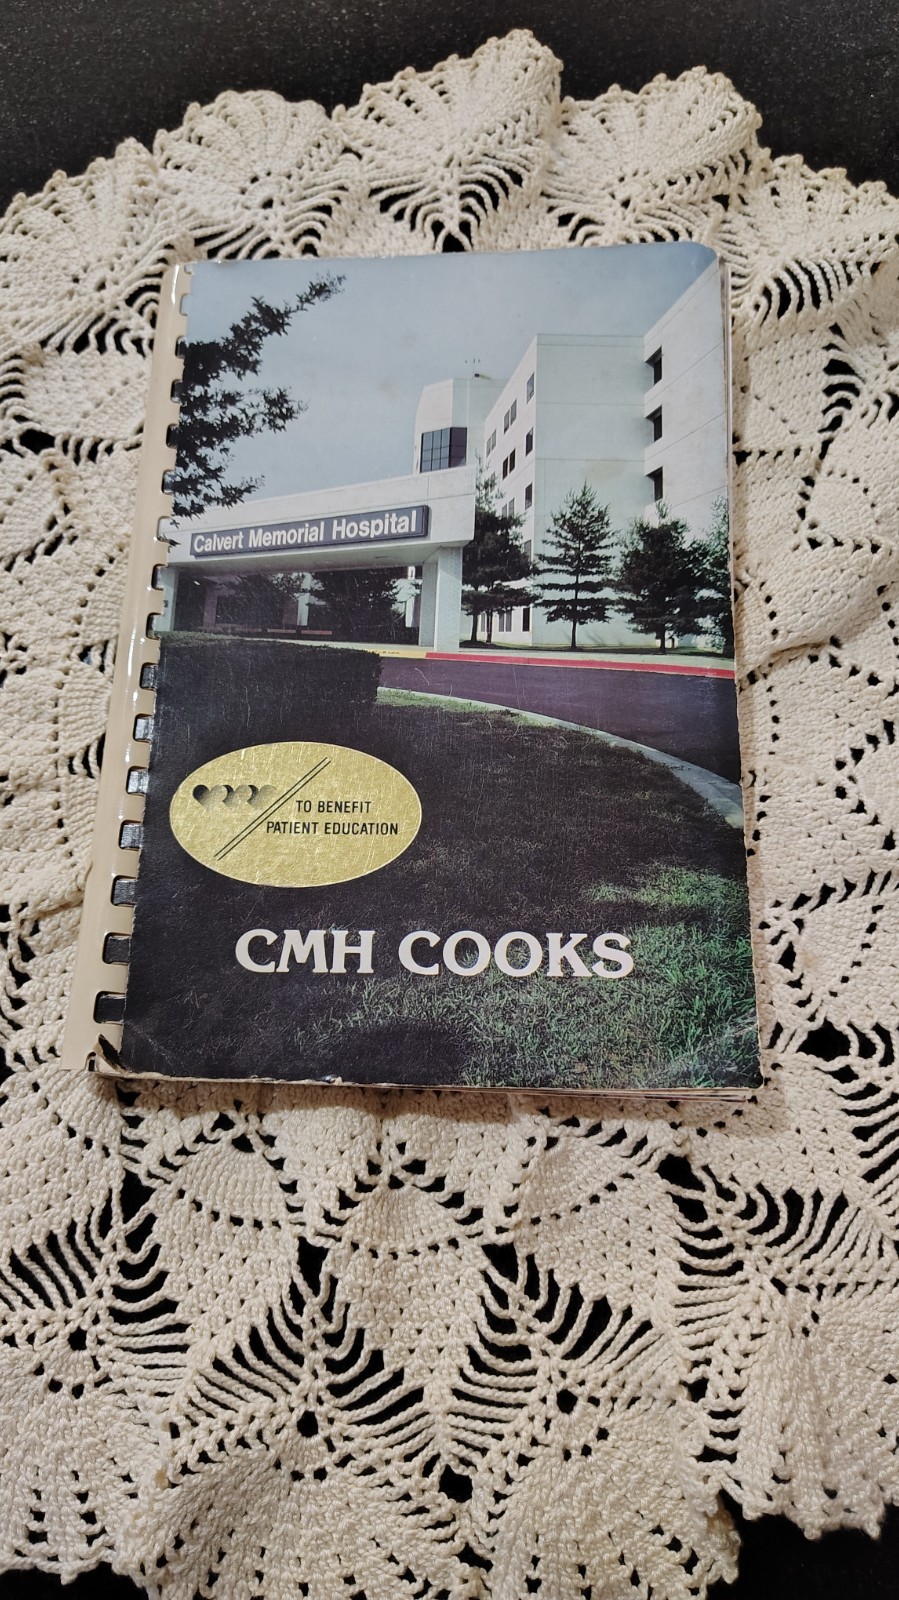 Calvert Memorial Hospital
TO BENEFIT
PATIENT EDUCATION
CMH COOKS